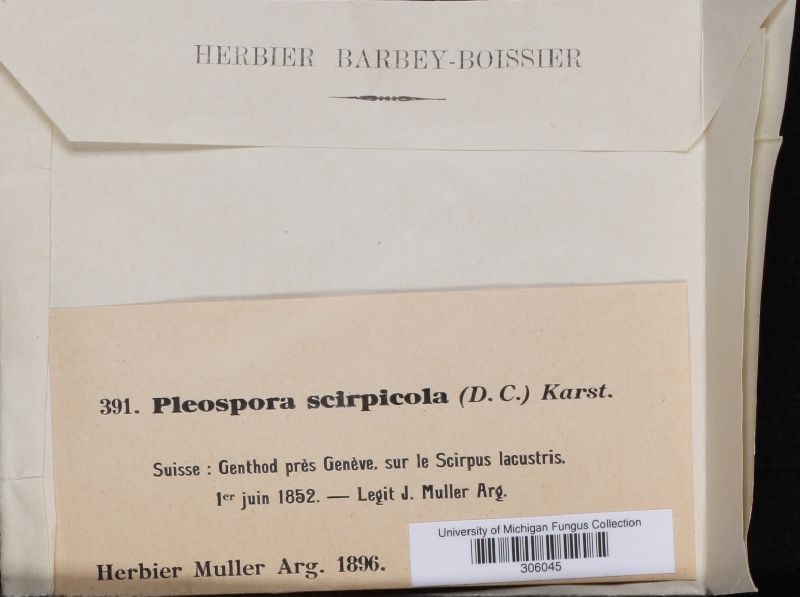 HERBIER BARBEY-BOISSIER
391. Pleospora scirpicola (D. C.) Karst.
Suisse : Genthod près Genève. sur le Scirpus lacustris.
1er juin 1852. — Legit J. Muller Arg.
Herbier Muller Arg. 1896.
University of Michigan Fungus Collection
306045